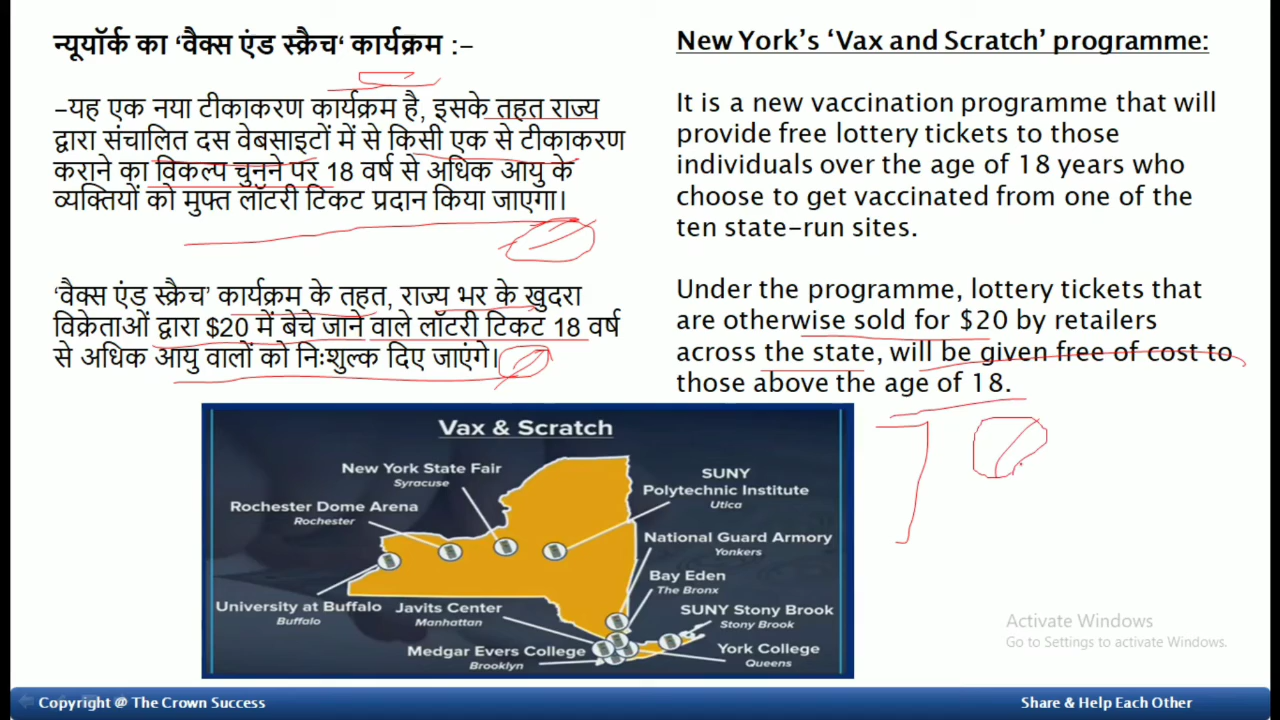 न्यूयॉर्क का ‘वैक्स एंड स्क्रैच‘ कार्यक्रम :–
–यह एक नया टीकाकरण कार्यक्रम है, इसके तहत राज्य
द्वारा संचालित दस वेबसाइटों में से किसी एक से टीकाकरण
कराने का विकल्प चुनने पर 18 वर्ष से अधिक आयु के
व्यक्तियों को मुफ्त लॉटरी टिकट प्रदान किया जाएगा।
‘वैक्स एंड स्क्रैच’ कार्यक्रम के तहत, राज्य भर के खुदरा
विक्रेताओं द्वारा $20 में बेचे जाने वाले लॉटरी टिकट 18 वर्ष
से अधिक आयु वालों को निःशुल्क दिए जाएंगे।
New York’s ‘Vax and Scratch’ programme:
It is a new vaccination programme that will
provide free lottery tickets to those
individuals over the age of 18 years who
choose to get vaccinated from one of the
ten state–run sites.
Under the programme, lottery tickets that
are otherwise sold for $20 by retailers
across the state, will be given free of cost to
those above the age of 18.
Vax & Scratch
New York State Fair
Syracuse
SUNY
Polytechnic Institute
Utica
Rochester Dome Arena
Rochester
National Guard Armory
Yonkers
Bay Eden
The Bronx
University at Buffalo
Buffalo
Javits Center
Manhattan
SUNY Stony Brook
Stony Brook
Medgar Evers College
Brooklyn
York College
Queens
Activate Windows
Go to Settings to activate Windows.
Copyright @ The Crown Success
Share & Help Each Other